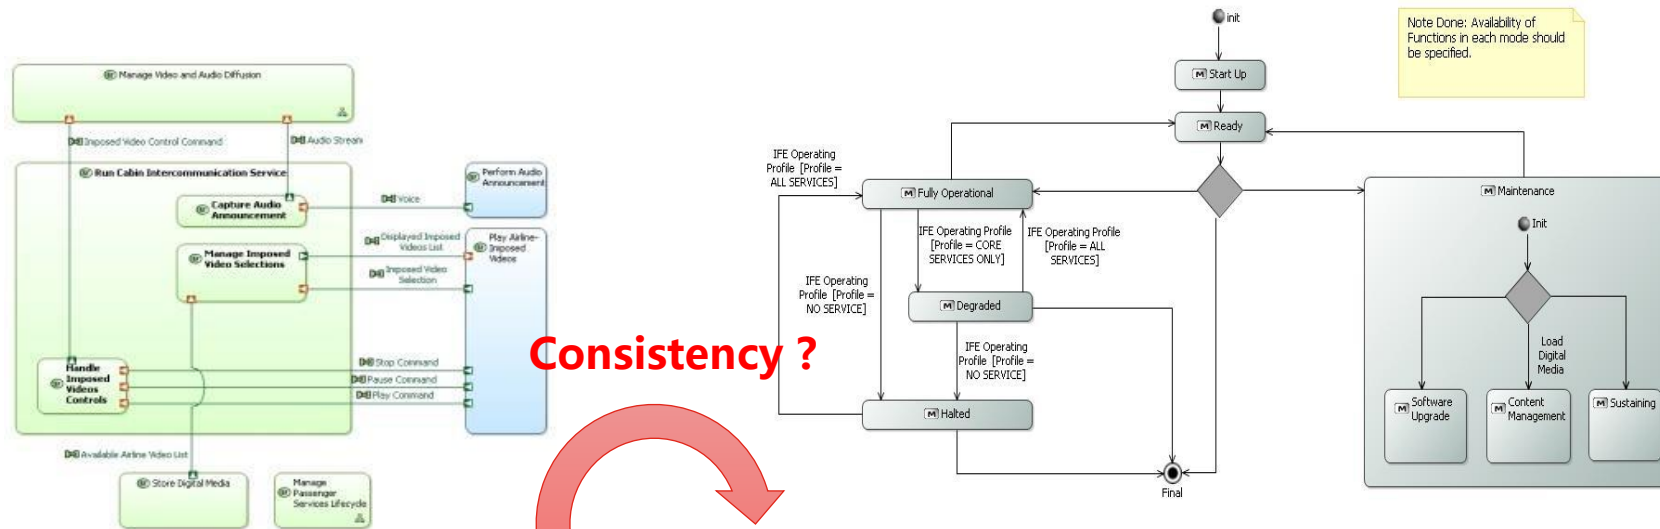 Manage Video and Audio Diffusion
Imposed Video Control Command
Audio Stream
Run Cabin Intercommunication Service
Capture Audio
Announcement
Voice
Perform Audio
Announcement
Manage Imposed
Video Selections
Displayed Imposed
Videos List
Imposed Video
Selection
Play Airline-
Imposed
Videos
Handle
Imposed
Videos
Controls
Stop Command
Pause Command
Play Command
Available Airline Video List
Store Digital Media
Manage
Passenger
Services Lifecycle
Consistency ?
init
M Start Up
M Ready
Note Done: Availability of
Functions in each mode should
be specified.
IFE Operating
Profile [Profile =
ALL SERVICES]
M Fully Operational
IFE Operating Profile
[Profile = CORE
SERVICES ONLY]
IFE Operating Profile
[Profile = ALL
SERVICES]
IFE Operating
Profile [Profile =
NO SERVICE]
M Degraded
IFE Operating
Profile [Profile =
NO SERVICE]
M Halted
Final
M Maintenance
Init
Load
Digital
Media
M Software
Upgrade
M Content
Management
M Sustaining